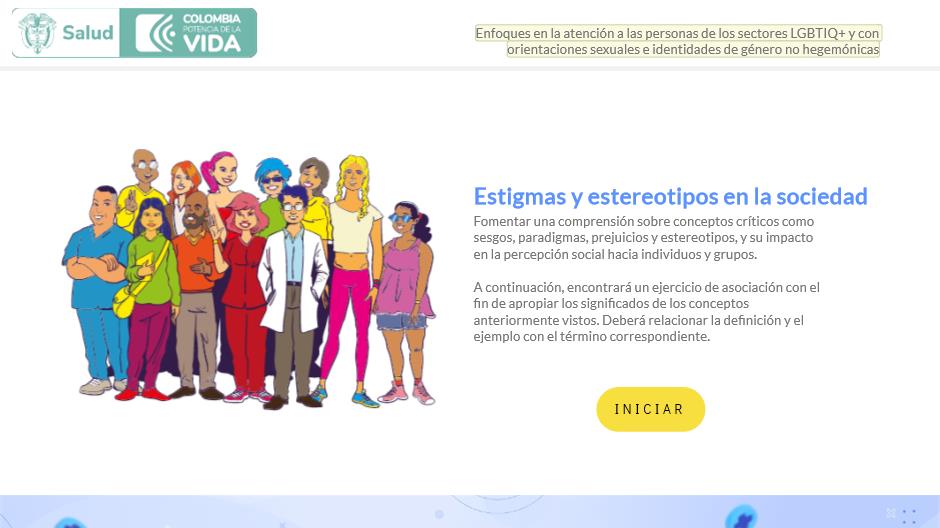 Salud
COLOMBIA
POTENCIA DE LA
VIDA
Enfoques en la atención a las personas de los sectores LGBTIQ+ y con
orientaciones sexuales e identidades de género no hegemónicas
Estigmas y estereotipos en la sociedad
Fomentar una comprensión sobre conceptos críticos como
sesgos, paradigmas, prejuicios y estereotipos, y su impacto
en la percepción social hacia individuos y grupos.
A continuación, encontrará un ejercicio de asociación con el
fin de apropiar los significados de los conceptos
anteriormente vistos. Deberá relacionar la definición y el
ejemplo con el término correspondiente.
INICIAR